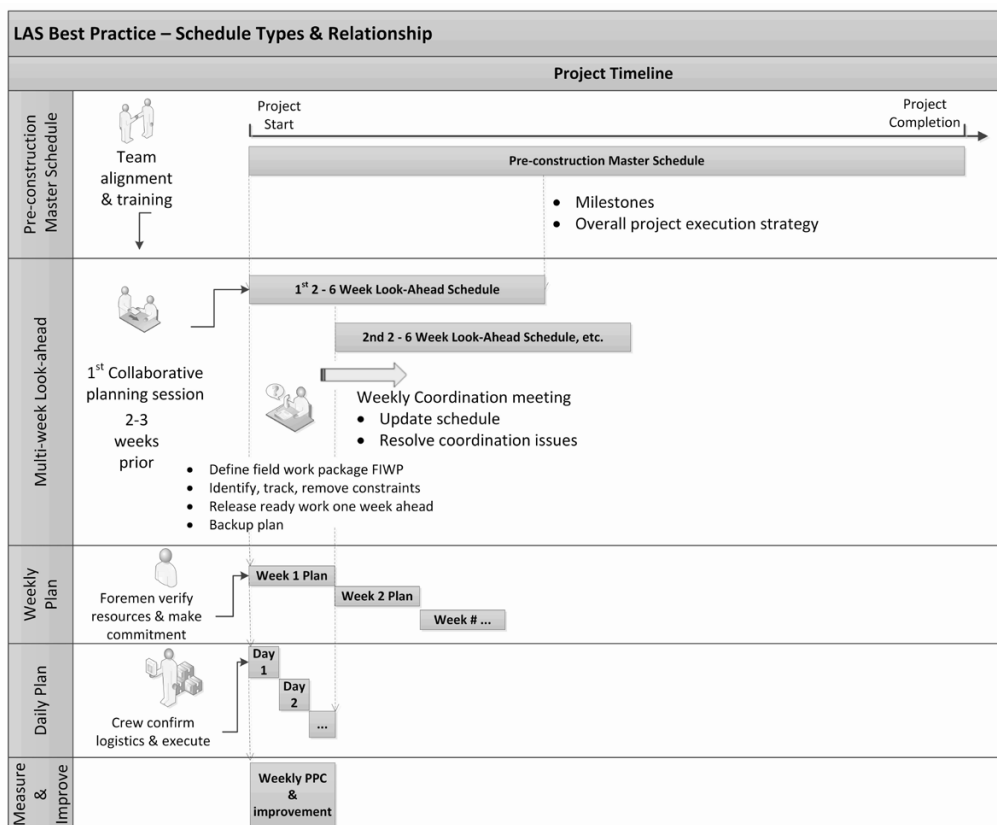 LAS Best Practice – Schedule Types & Relationship
Project Timeline
Pre-construction
Master Schedule
Team
alignment
& training
Project
Start
Project
Completion
Pre-construction Master Schedule
• Milestones
• Overall project execution strategy
Multi-week Look-ahead
1st Collaborative
planning session
2-3
weeks
prior
1st 2 - 6 Week Look-Ahead Schedule
2nd 2 - 6 Week Look-Ahead Schedule, etc.
Weekly Coordination meeting
• Update schedule
• Resolve coordination issues
• Define field work package FIWP
• Identify, track, remove constraints
• Release ready work one week ahead
• Backup plan
Weekly
Plan
Foremen verify
resources & make
commitment
Week 1 Plan
Week 2 Plan
Week # ...
Daily Plan
Crew confirm
logistics & execute
Day
1
Day
2
...
Measure
&
Improve
Weekly PPC
&
improvement